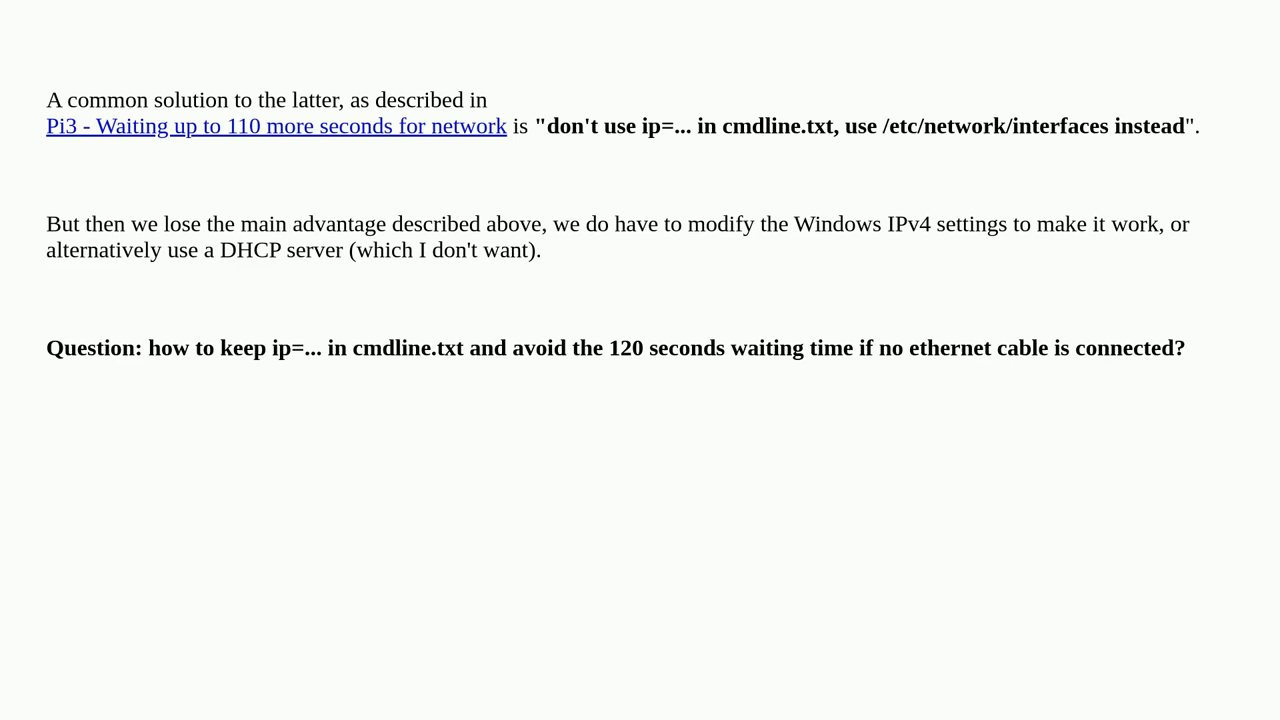 A common solution to the latter, as described in
Pi3 - Waiting up to 110 more seconds for network is "don't use ip=... in cmdline.txt, use /etc/network/interfaces instead".
But then we lose the main advantage described above, we do have to modify the Windows IPv4 settings to make it work, or
alternatively use a DHCP server (which I don't want).
Question: how to keep ip=... in cmdline.txt and avoid the 120 seconds waiting time if no ethernet cable is connected?